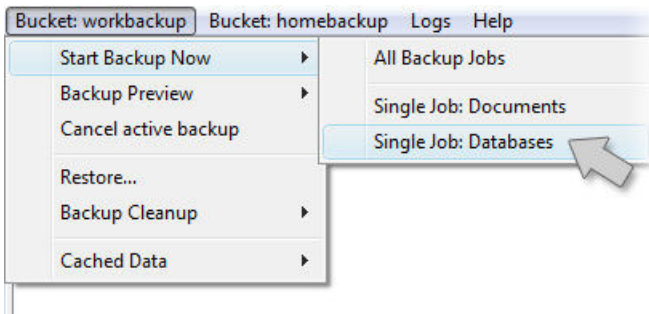 Bucket: workbackup Bucket: homebackup Logs Help
Start Backup Now
Backup Preview
Cancel active backup
Restore...
Backup Cleanup
Cached Data
All Backup Jobs
Single Job: Documents
Single Job: Databases